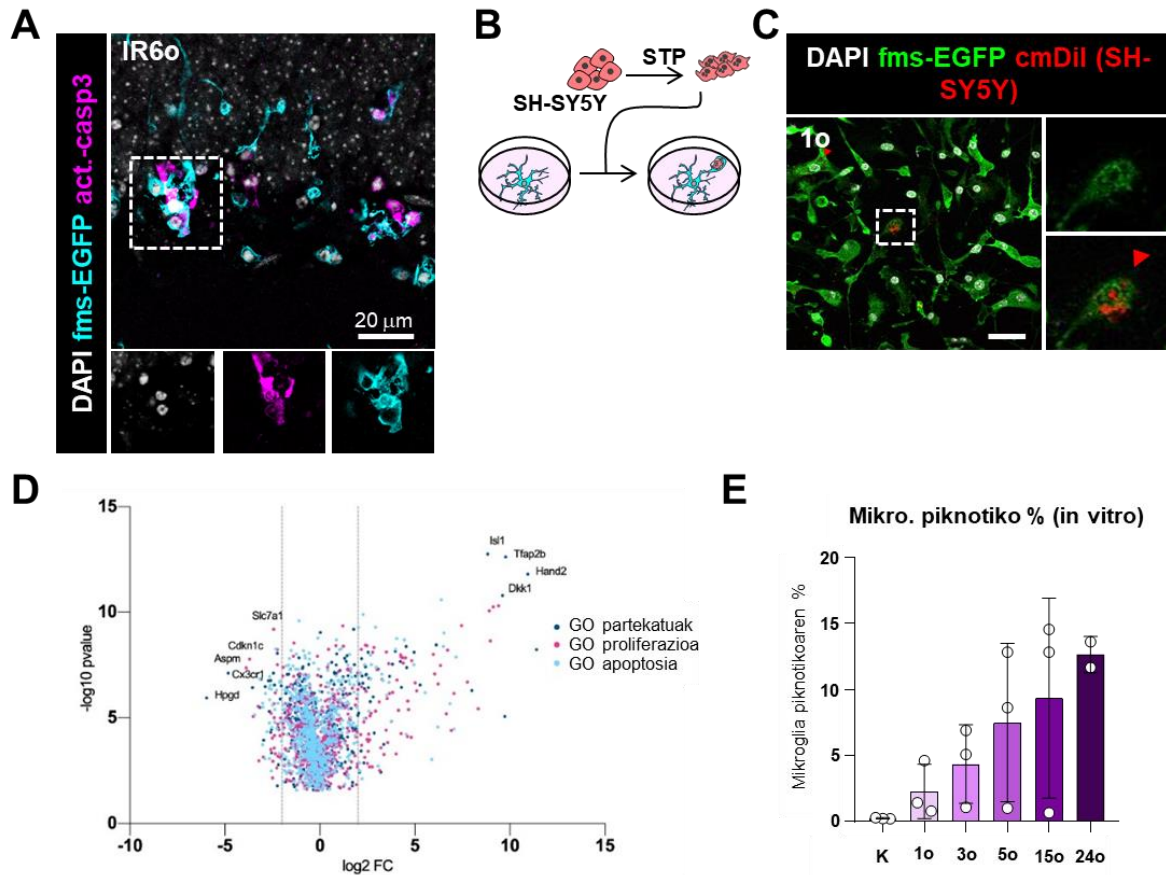 A
DAPI fms-EGFP act.-casp3
IR6o
20 μm
B
STP
SH-SY5Y
C
DAPI fms-EGFP cmDil (SH-
SY5Y)
1o
D
-log10 pvalue
15
10
5
0
-10
-5
0
5
10
15
log2 FC
Isl1
Tfap2b
Hand2
Dkk1
Slc7a1
Cdkn1c
Aspm
Cx3cr1
Hpgd
GO partekatuak
GO proliferazioa
GO apoptosia
E
Mikro. piknotiko % (in vitro)
Mikroglia piknotikoaren %
20
15
10
5
0
K
1o
3o
5o
15o
24o